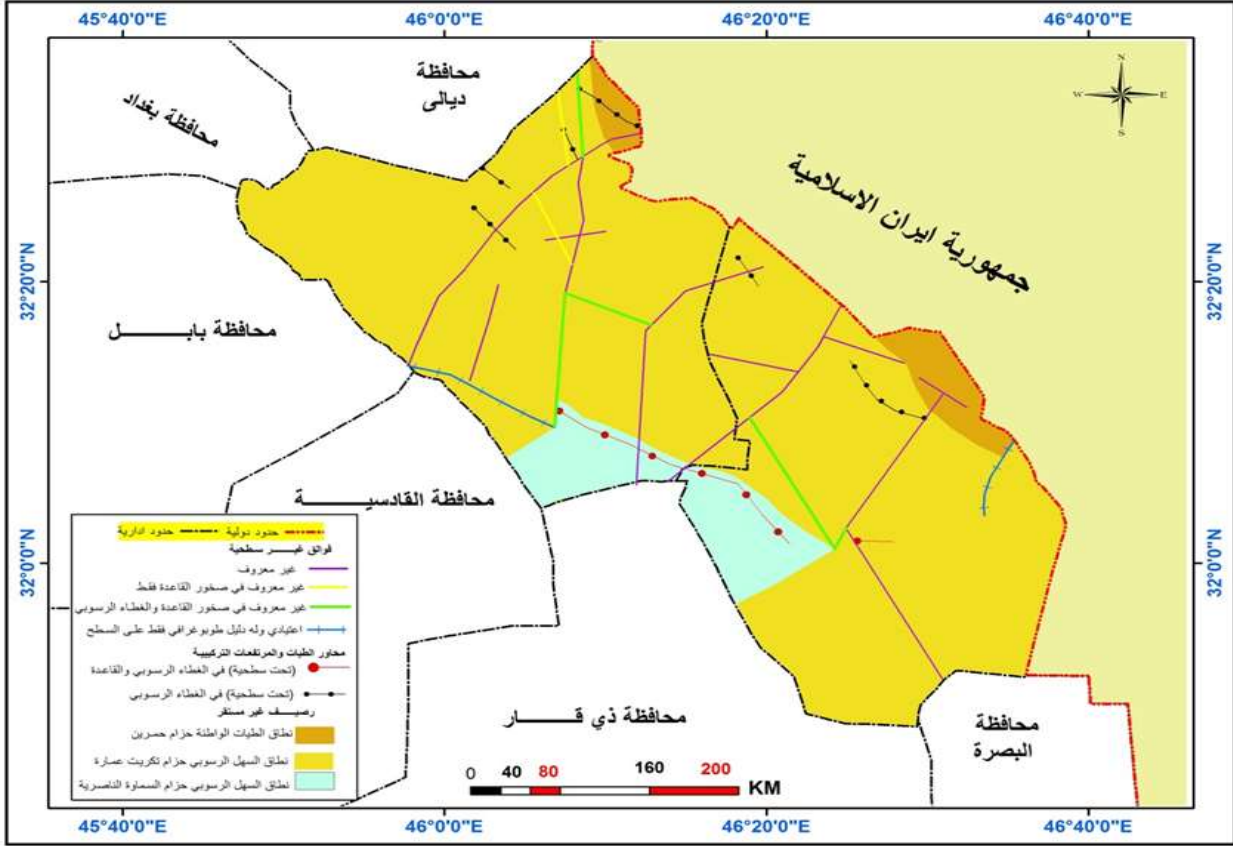 45°40'0"E
46°0'0"E
46°20'0"E
46°40'0"E
32°20'0"N
32°0'0"N
32°20'0"N
32°0'0"N
45°40'0"E
46°0'0"E
46°20'0"E
46°40'0"E
N
W
E
S
محافظة
ديالى
محافظة بغداد
جمهورية ايران الاسلامية
محافظة بابـــــــل
محافظة القادسيـــــــة
محافظة ذي قـــــــار
محافظة
البصرة
حدود دولية
حدود ادارية
فوالق غيـــــر سطحية
غير معروف
غير معروف في صخور القاعدة فقط
غير معروف في صخور القاعدة والغطاء الرسوبي
اعتيادي وله دليل طوبوغرافي فقط على السطح
محاور الطيات والمرتفعات التركيبية
(تحت سطحية) في الغطاء الرسوبي والقاعدة
(تحت سطحية) في الغطاء الرسوبي
رصيـــف غير مستقر
نطاق الطيات الواطئة حزام حمرين
نطاق السهل الرسوبي حزام تكريت عمارة
نطاق السهل الرسوبي حزام السماوة الناصرية
0 40 80 160 200
KM